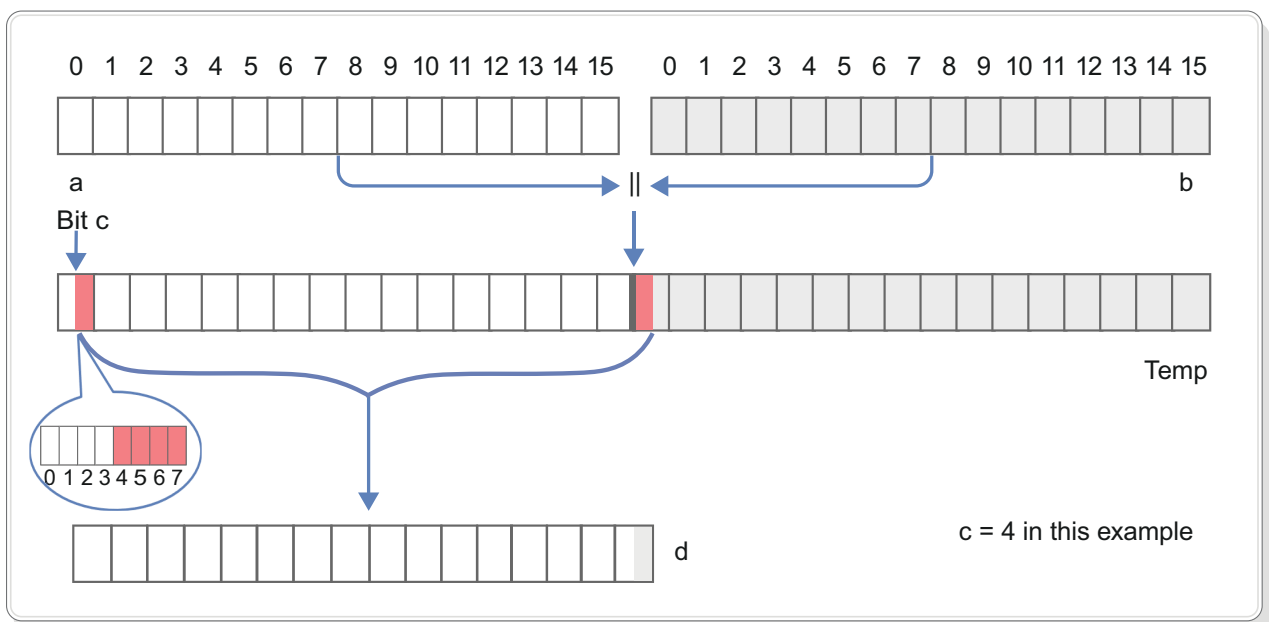 0 1 2 3 4 5 6 7 8 9 10 11 12 13 14 15 0 1 2 3 4 5 6 7 8 9 10 11 12 13 14 15
a || b
Bit c
Temp
0 1 2 3 4 5 6 7
c = 4 in this example
d